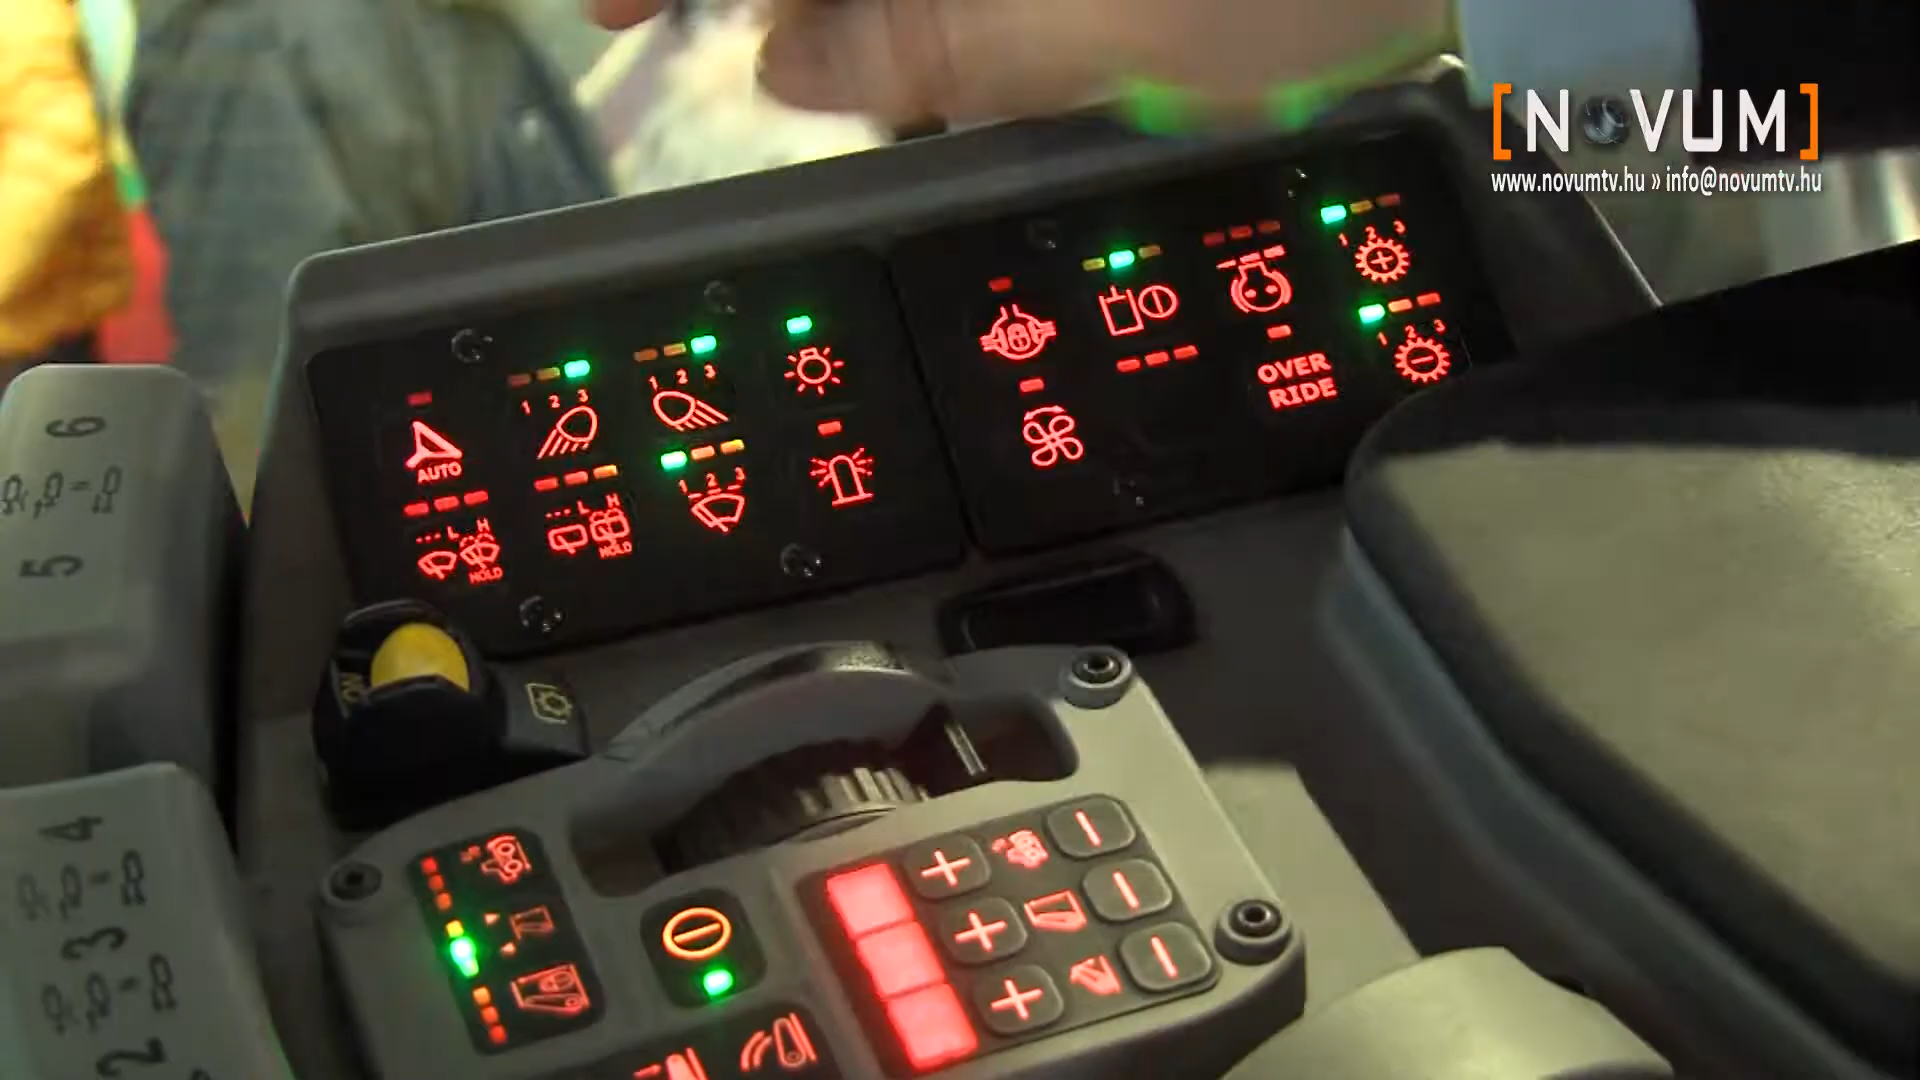 [NOVUM]
www.novumtv.hu » info@novumtv.hu
1 2 3
1 2 3
1 2 3
AUTO
OVER
RIDE
1 2 3
1 2 3
L H
HOLD
L H
HOLD
6
5
4
3
2